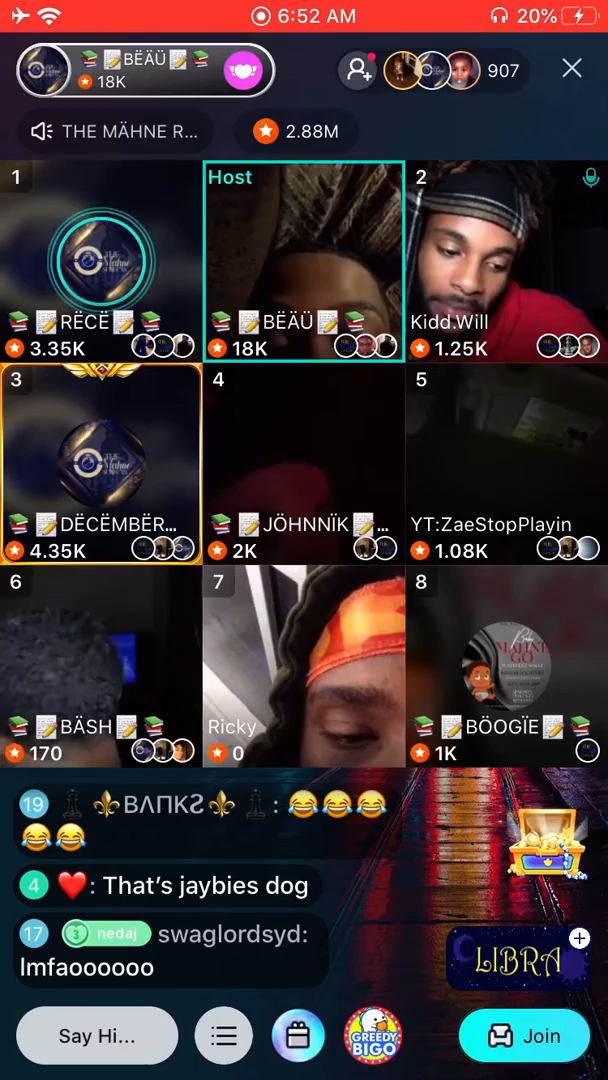 6:52 AM
20%
BËÄÜ
18K
907
THE MÄHNE R...
2.88M
1
RËCË
3.35K
Host
BËÄÜ
18K
2
Kidd.Will
1.25K
3
DËCËMBËR...
4.35K
4
JÖHNNÏK ...
2K
5
YT:ZaeStopPlayin
1.08K
6
BÄSH
170
7
Ricky
0
8
BÖOGÏE
1K
19 ♟ ⚜BΛПKƧ⚜ ♟ : 😂😂😂
😂😂
4 ❤️: That's jaybies dog
17 3 nedaj swaglordsyd:
lmfaoooooo
LIBRA
Say Hi...
GREEDY
BIGO
Join